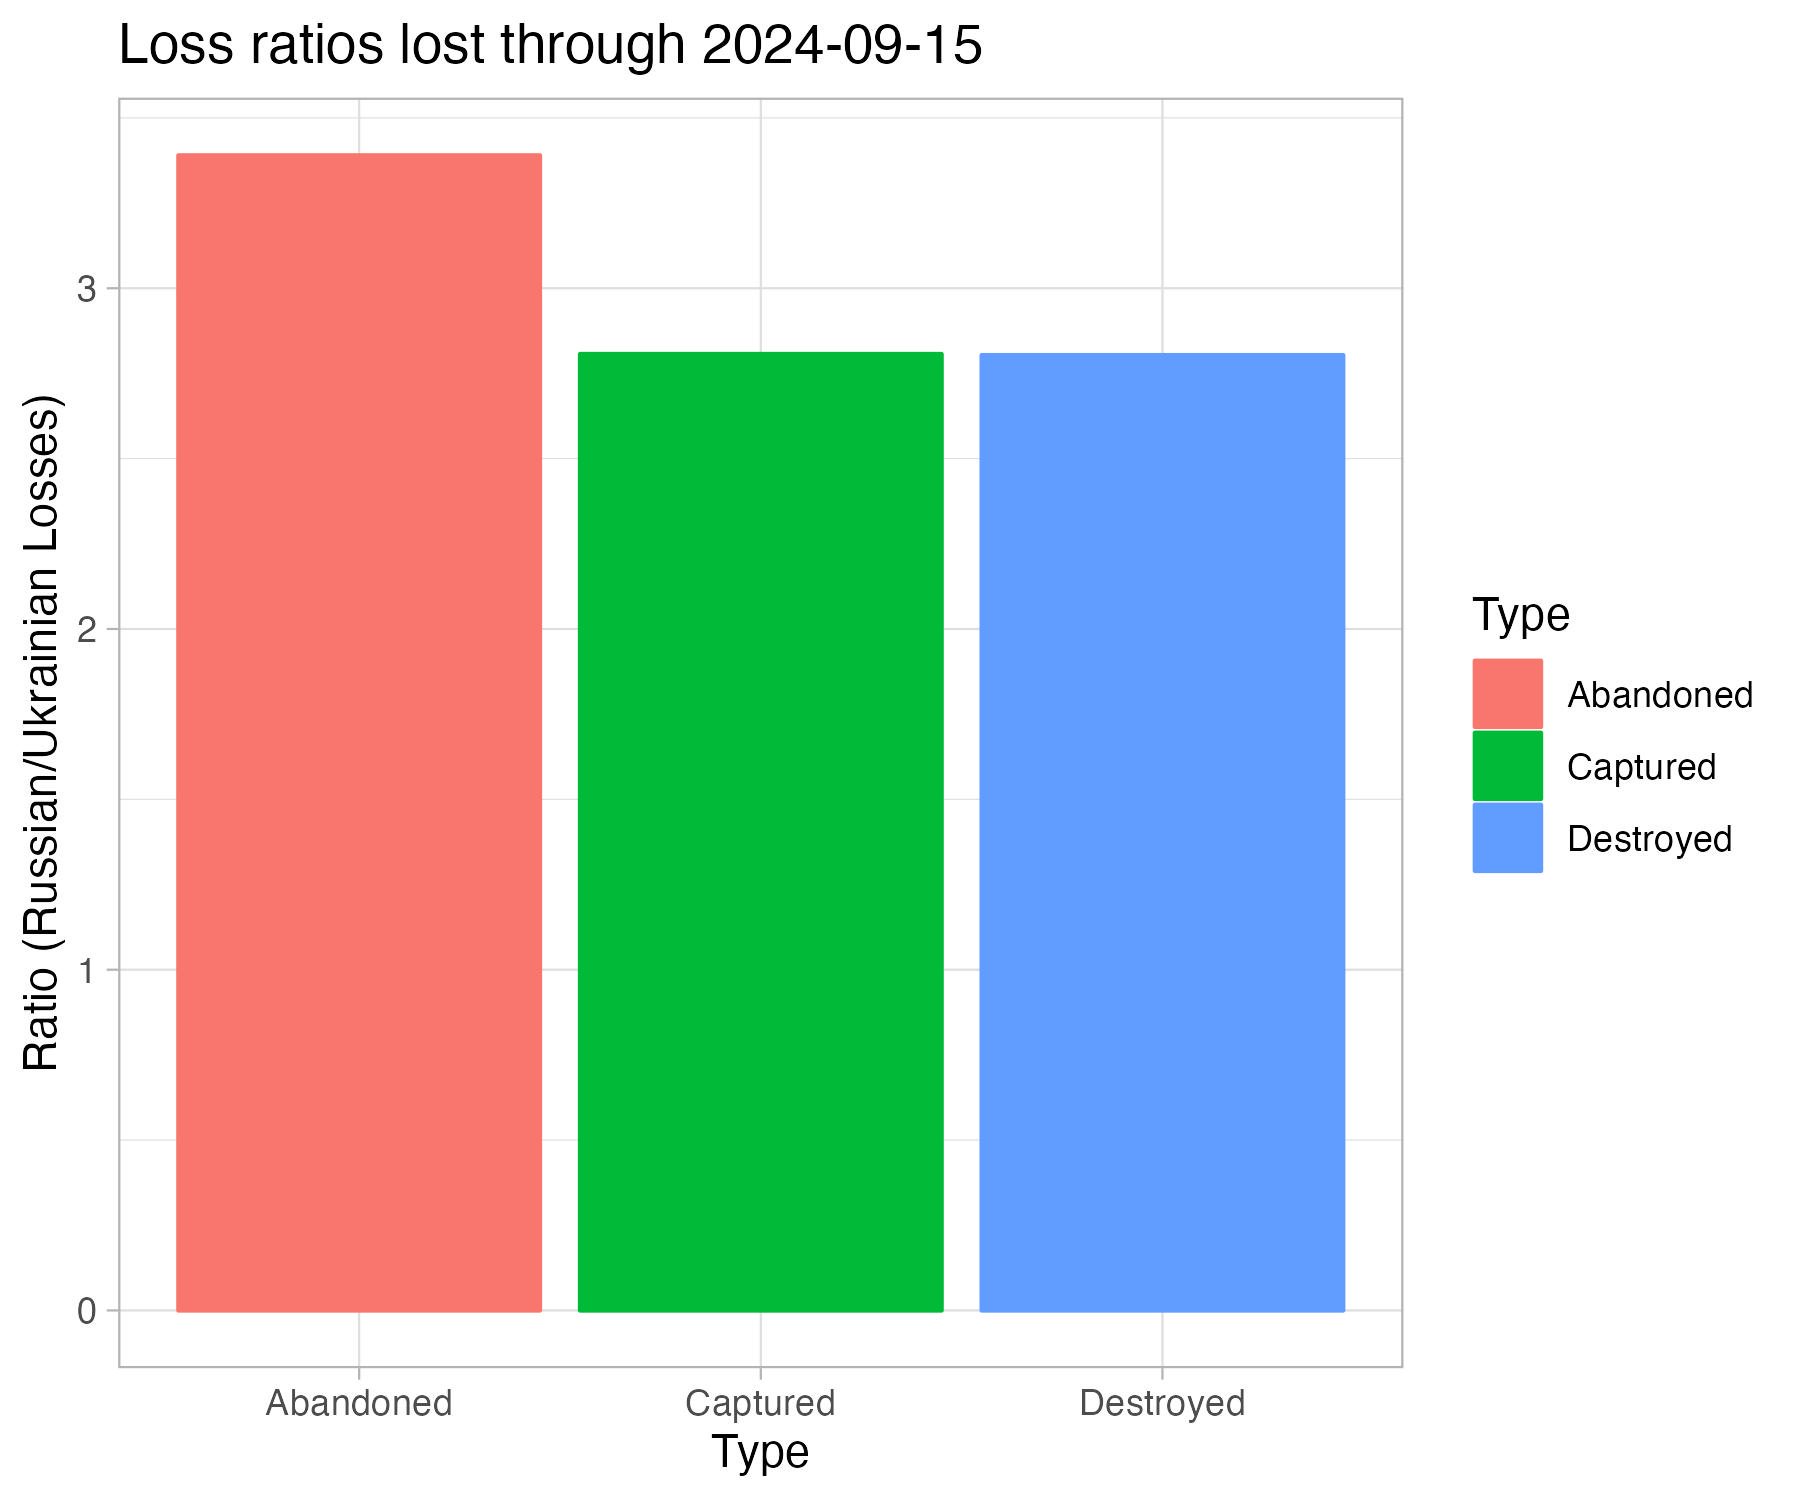 Loss ratios lost through 2024-09-15
Ratio (Russian/Ukrainian Losses)
3
2
1
0
Abandoned
Captured
Destroyed
Type
Type
Abandoned
Captured
Destroyed